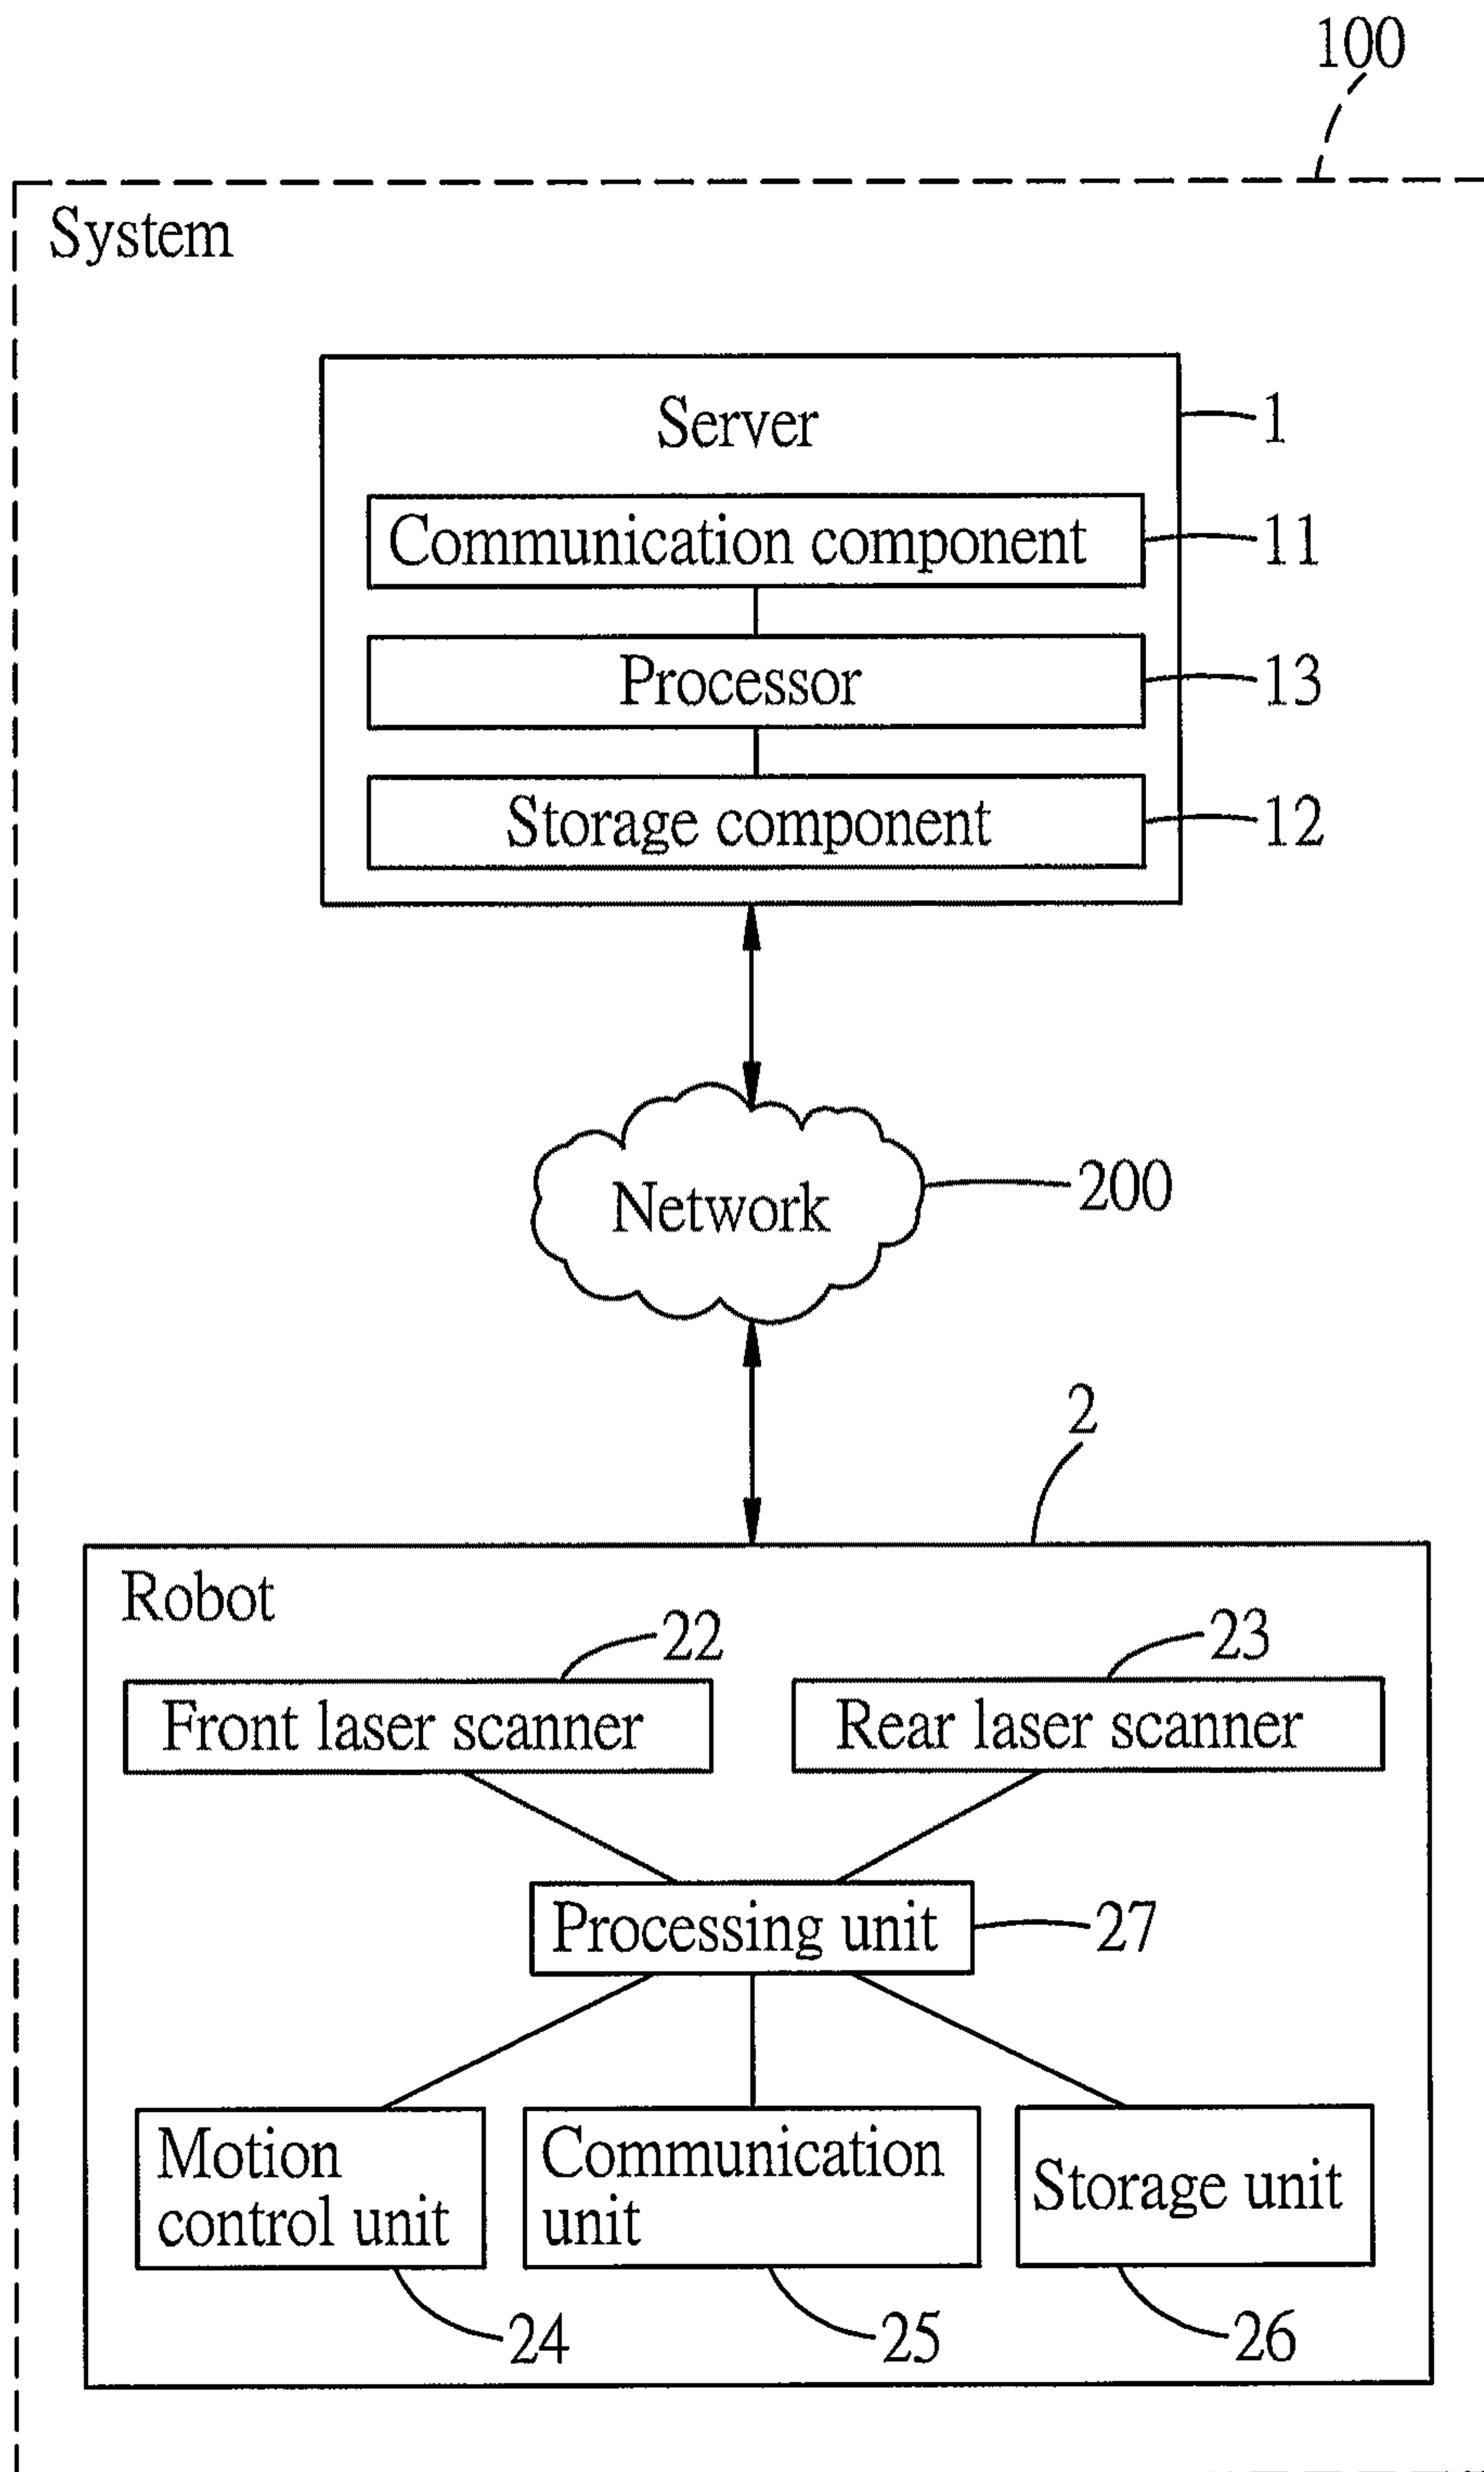 100
System
Server
1
Communication component
11
Processor
13
Storage component
12
Network
200
2
Robot
22
23
Front laser scanner
Rear laser scanner
Processing unit
27
Motion
control unit
Communication
unit
Storage unit
24
25
26